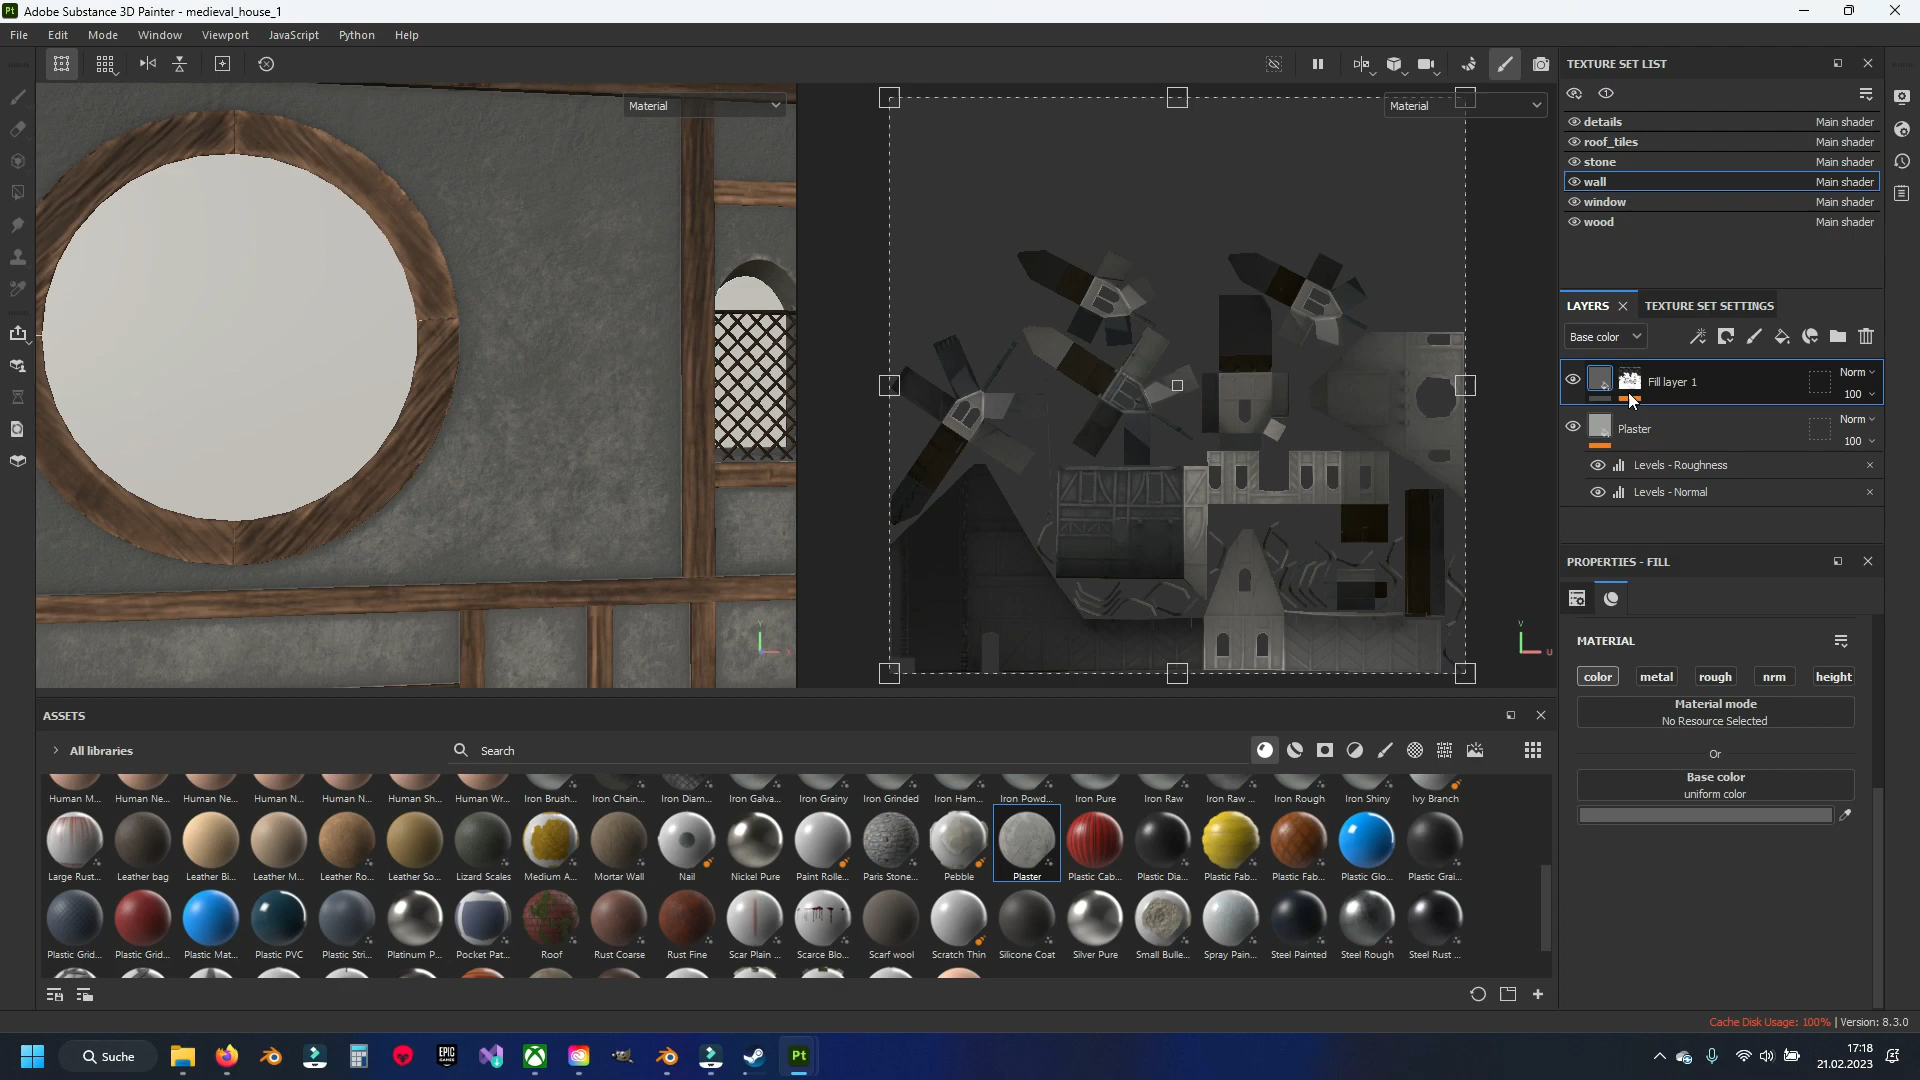 Pt Adobe Substance 3D Painter - medieval_house_1
File Edit Mode Window Viewport JavaScript Python Help
Material
Material
TEXTURE SET LIST
details Main shader
roof_tiles Main shader
stone Main shader
wall Main shader
window Main shader
wood Main shader
LAYERS TEXTURE SET SETTINGS
Base color
Fill layer 1 Norm
100
Plaster Norm
100
Levels - Roughness
Levels - Normal
PROPERTIES - FILL
MATERIAL
color metal rough nrm height
Material mode
No Resource Selected
Or
Base color
uniform color
Y
X
V
U
ASSETS
All libraries Search
Human M... Human Ne... Human Ne... Human N... Human N... Human Sh... Human Wr... Iron Brush... Iron Chain... Iron Diam... Iron Galva... Iron Grainy Iron Grinded Iron Ham... Iron Powd... Iron Pure Iron Raw Iron Raw ... Iron Rough Iron Shiny Ivy Branch
Large Rust... Leather bag Leather Bi... Leather M... Leather Ro... Leather So... Lizard Scales Medium A... Mortar Wall Nail Nickel Pure Paint Rolle... Paris Stone... Pebble Plaster Plastic Cab... Plastic Dia... Plastic Fab... Plastic Fab... Plastic Glo... Plastic Grai...
Plastic Grid... Plastic Grid... Plastic Mat... Plastic PVC Plastic Stri... Platinum P... Pocket Pat... Roof Rust Coarse Rust Fine Scar Plain ... Scarce Blo... Scarf wool Scratch Thin Silicone Coat Silver Pure Small Bulle... Spray Pain... Steel Painted Steel Rough Steel Rust ...
Cache Disk Usage: 100% | Version: 8.3.0
Suche
EPIC GAMES
Pt
17:18
21.02.2023